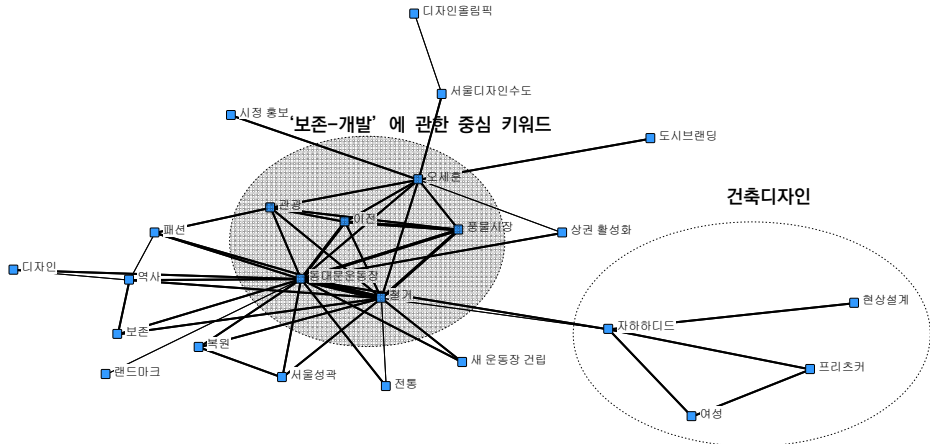 디자인올림픽
서울디자인수도
시정 홍보
'보존-개발' 에 관한 중심 키워드
도시브랜딩
오세훈
건축디자인
관광
이전
풍물시장
패션
상권 활성화
디자인
역사
동대문운동장
철거
현상설계
자하하디드
보존
복원
새 운동장 건립
랜드마크
서울성곽
전통
프리츠커
여성